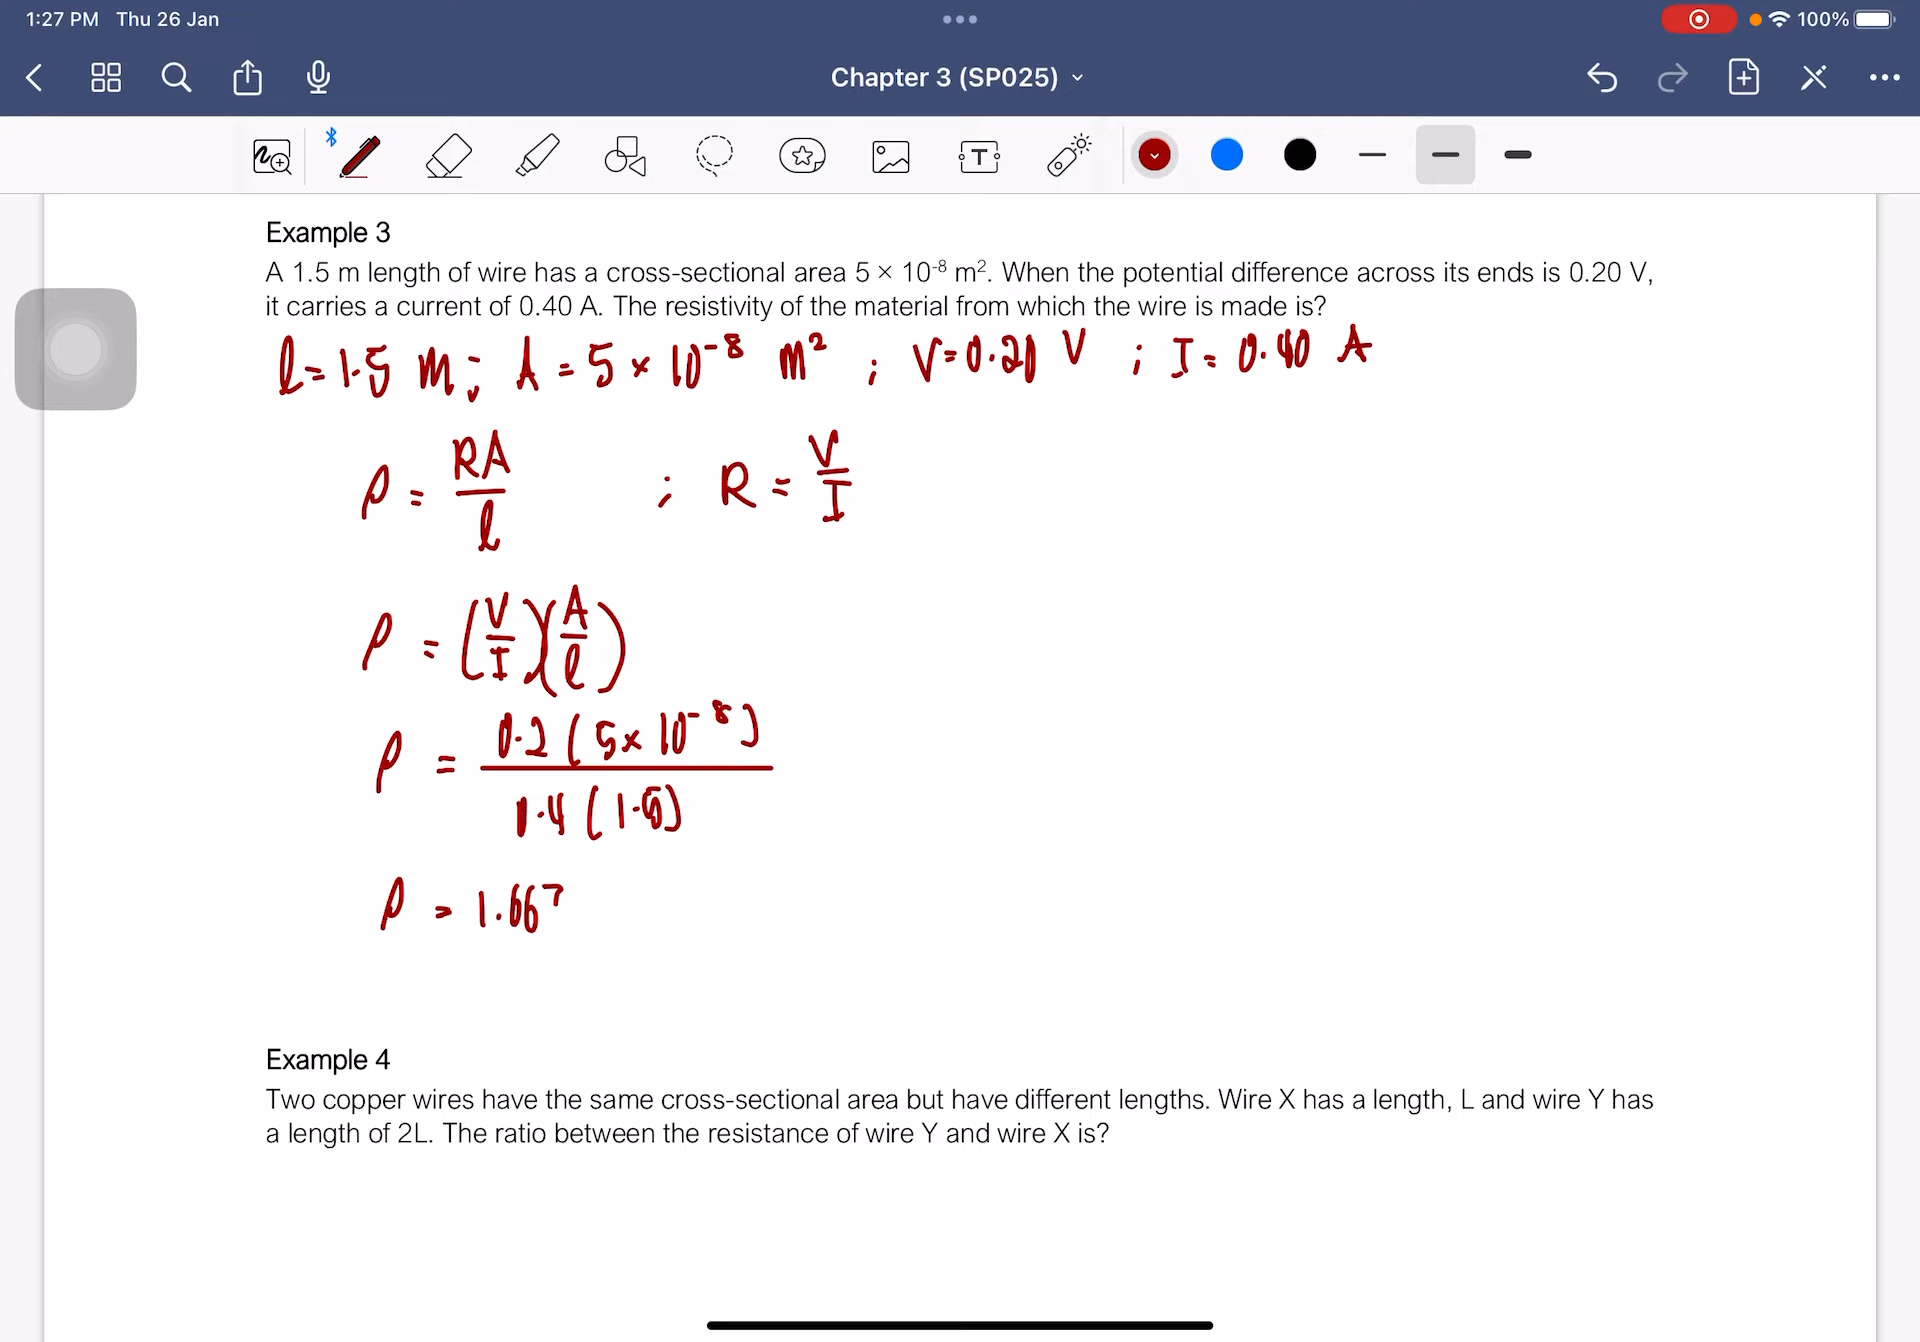 1:27 PM Thu 26 Jan
100%
Chapter 3 (SP025)
T
Example 3
A 1.5 m length of wire has a cross-sectional area 5 × 10⁻⁸ m². When the potential difference across its ends is 0.20 V,
it carries a current of 0.40 A. The resistivity of the material from which the wire is made is?
l = 1.5 m; A = 5 × 10⁻⁸ m² ; V = 0.20 V ; I = 0.40 A
ρ = RA/l ; R = V/I
ρ = (V/I)(A/l)
ρ = 0.2(5 × 10⁻⁸)/0.4(1.5)
ρ = 1.667
Example 4
Two copper wires have the same cross-sectional area but have different lengths. Wire X has a length, L and wire Y has
a length of 2L. The ratio between the resistance of wire Y and wire X is?